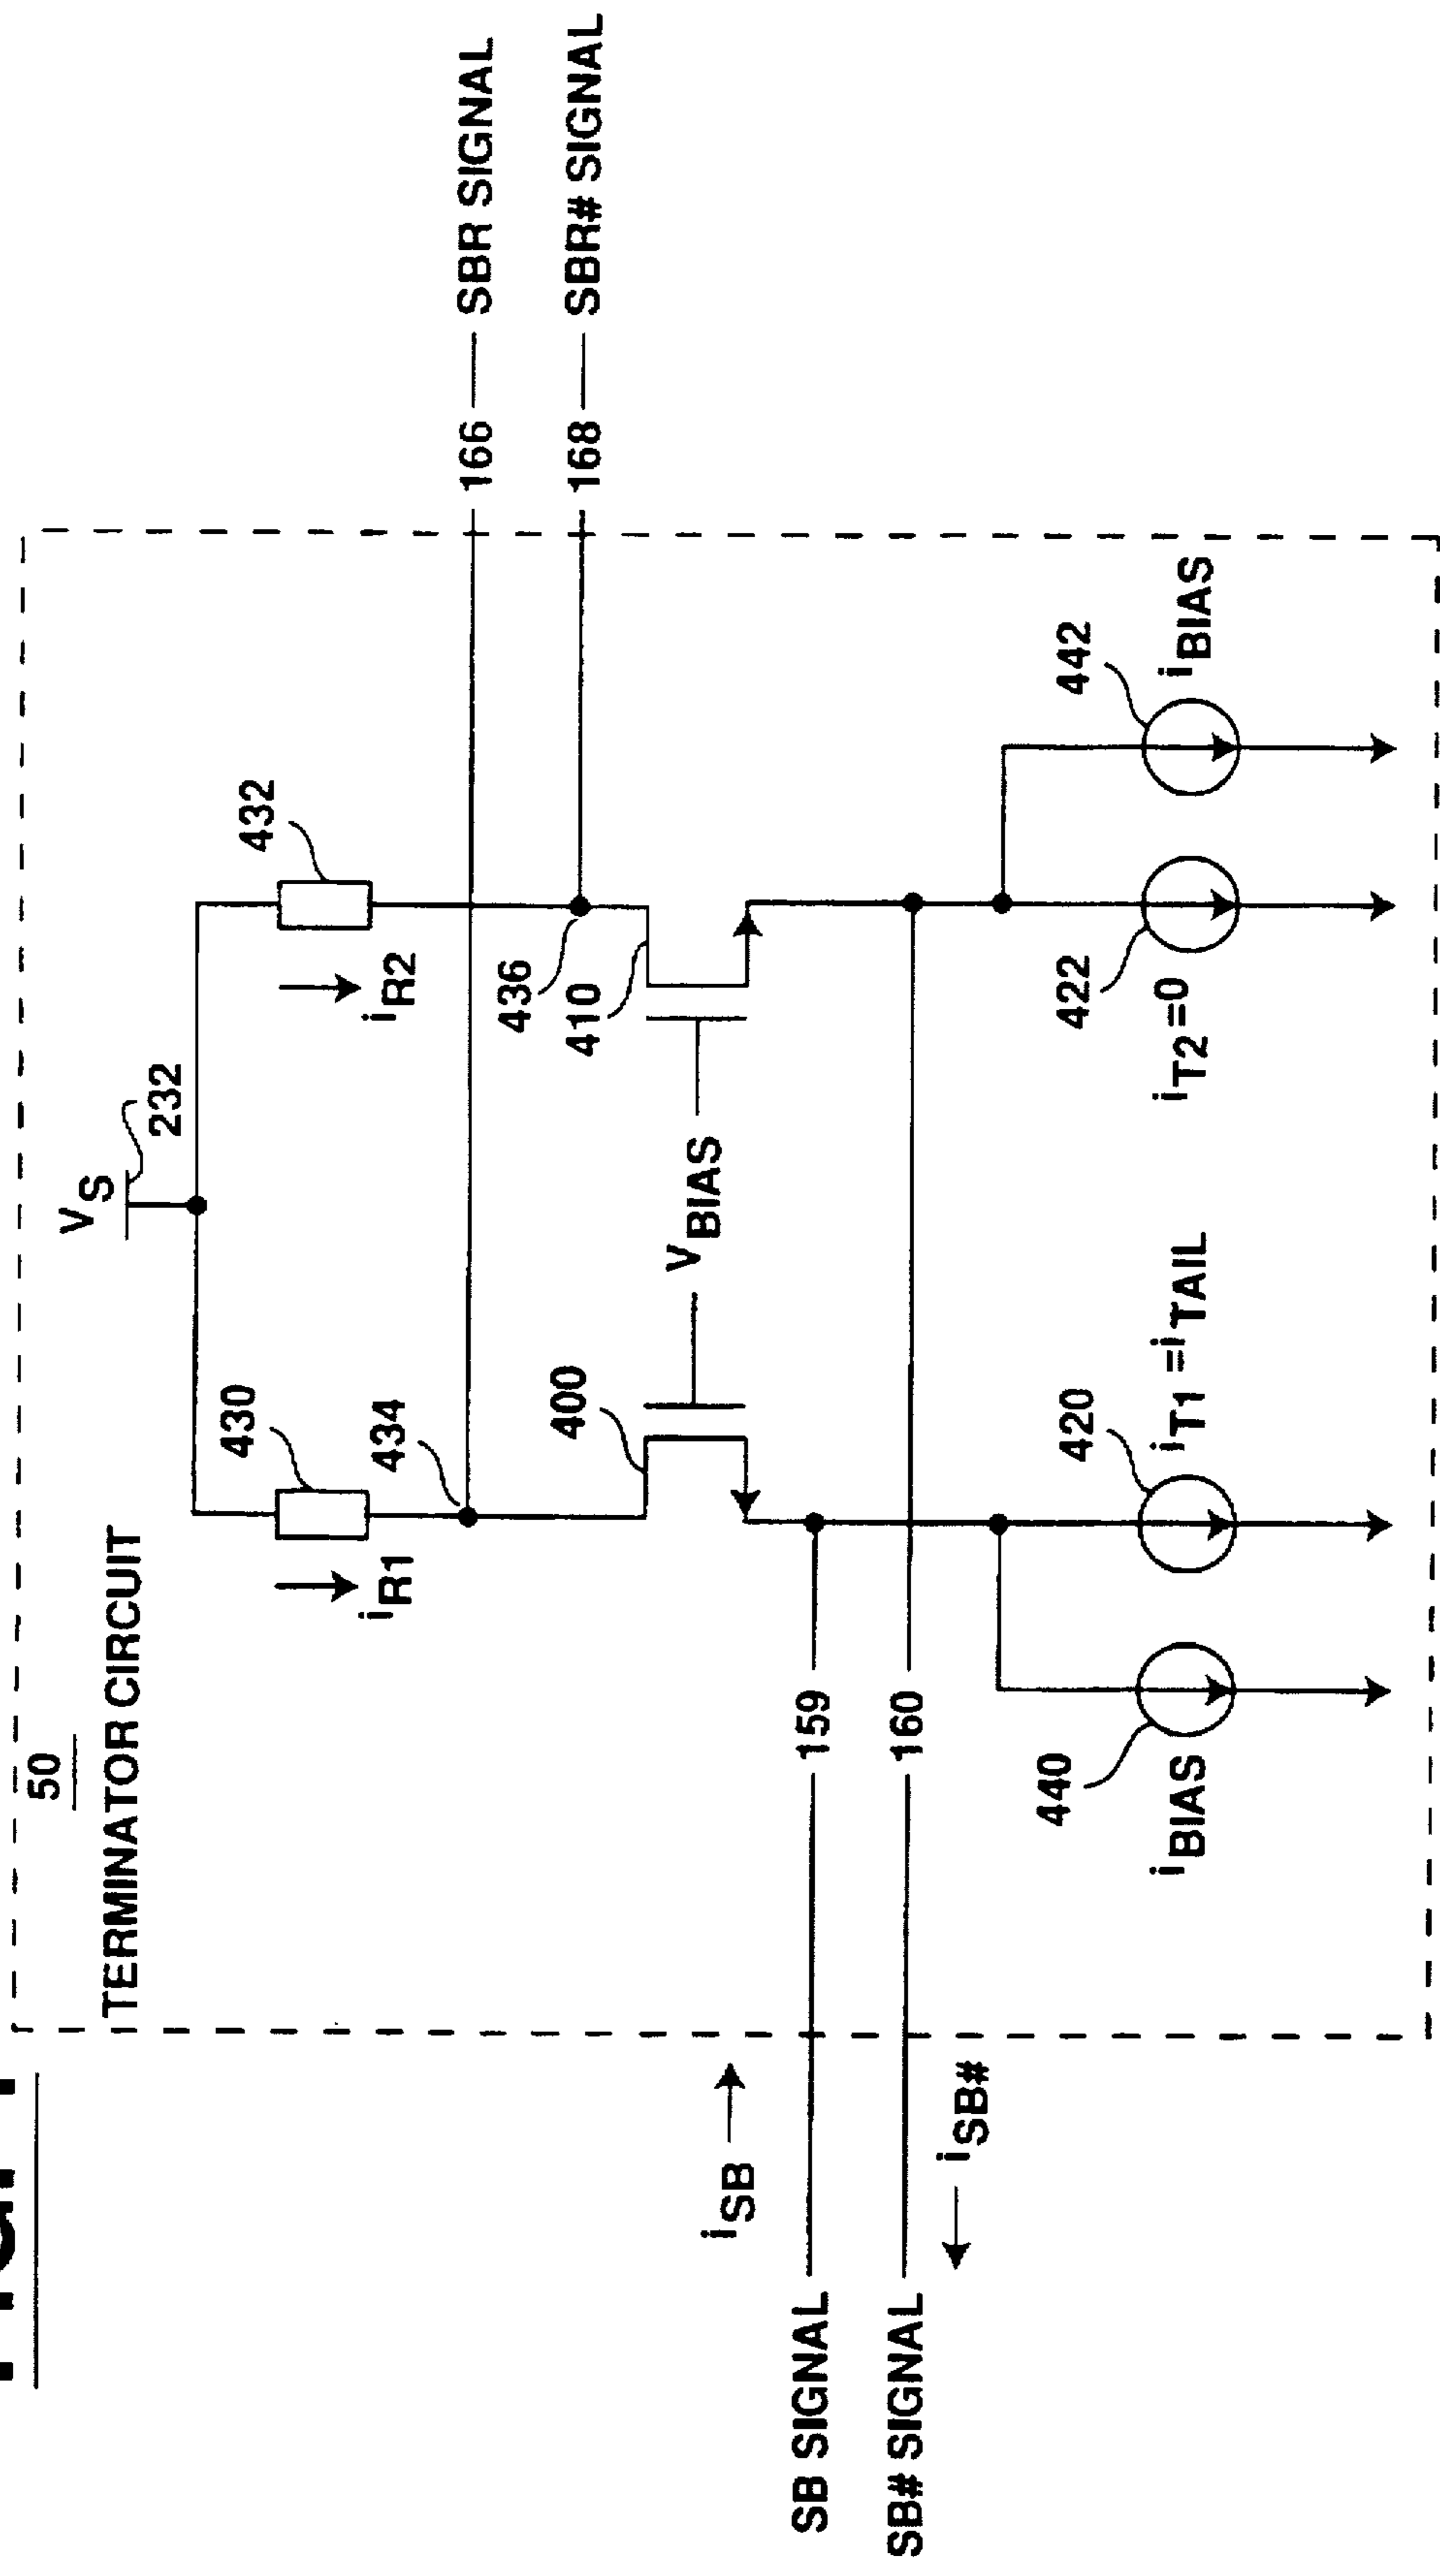 50
TERMINATOR CIRCUIT
VS
232
430
432
iR1
iR2
434
166
SBR SIGNAL
436
168
SBR# SIGNAL
400
410
VBIAS
iSB
SB SIGNAL
159
SB# SIGNAL
160
iSB#
440
420
422
442
iBIAS
iT1 =iTAIL
iT2=0
iBIAS